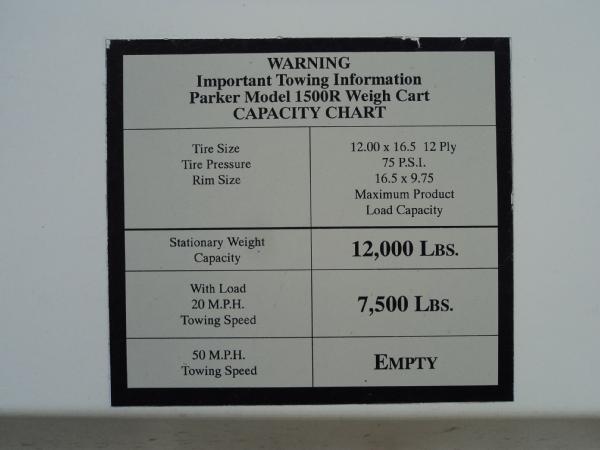 WARNING
Important Towing Information
Parker Model 1500R Weigh Cart
CAPACITY CHART
Tire Size 12.00 x 16.5 12 Ply
Tire Pressure 75 P.S.I.
Rim Size 16.5 x 9.75
Maximum Product
Load Capacity
Stationary Weight
Capacity
12,000 LBS.
With Load
20 M.P.H.
Towing Speed
7,500 LBS.
50 M.P.H.
Towing Speed
EMPTY